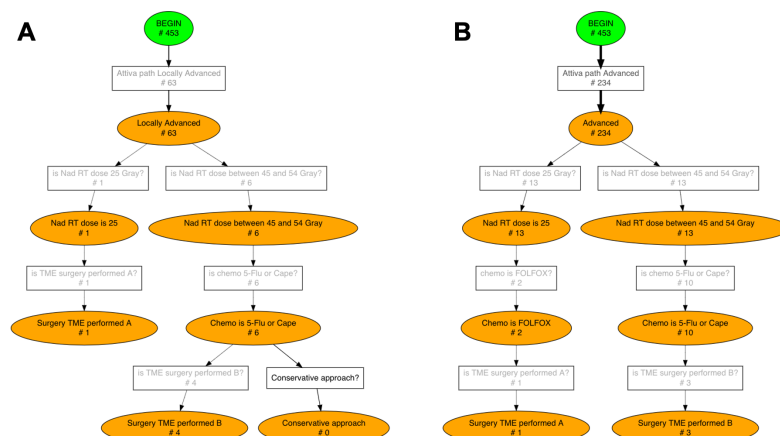 A
BEGIN
# 453
Attiva path Locally Advanced
# 63
Locally Advanced
# 63
is Nad RT dose 25 Gray?
# 1
is Nad RT dose between 45 and 54 Gray?
# 6
Nad RT dose is 25
# 1
Nad RT dose between 45 and 54 Gray
# 6
is TME surgery performed A?
# 1
is chemo 5-Flu or Cape?
# 6
Surgery TME performed A
# 1
Chemo is 5-Flu or Cape
# 6
is TME surgery performed B?
# 4
Conservative approach?
Surgery TME performed B
# 4
Conservative approach
# 0
B
BEGIN
# 453
Attiva path Advanced
# 234
Advanced
# 234
is Nad RT dose 25 Gray?
# 13
is Nad RT dose between 45 and 54 Gray?
# 13
Nad RT dose is 25
# 13
Nad RT dose between 45 and 54 Gray
# 13
chemo is FOLFOX?
# 2
is chemo 5-Flu or Cape?
# 10
Chemo is FOLFOX
# 2
Chemo is 5-Flu or Cape
# 10
is TME surgery performed A?
# 1
is TME surgery performed B?
# 3
Surgery TME performed A
# 1
Surgery TME performed B
# 3